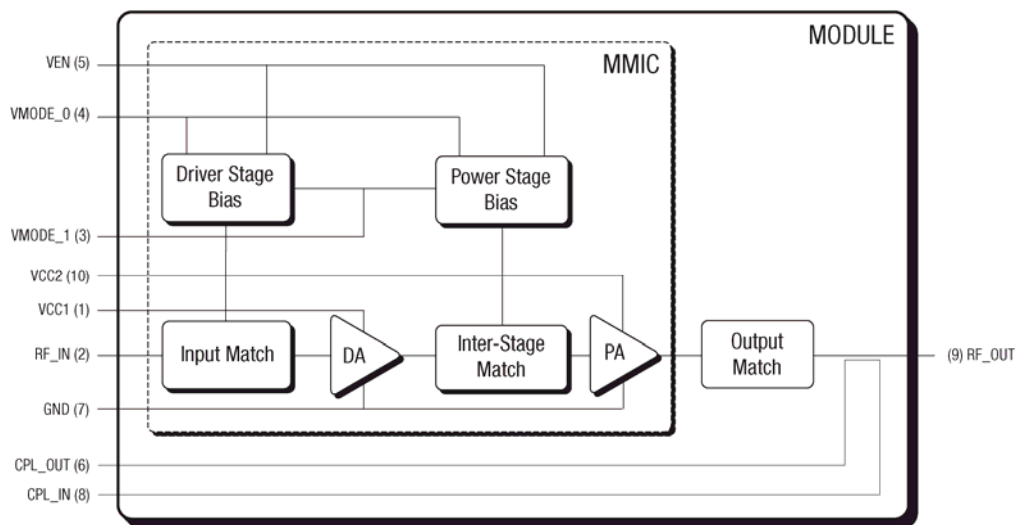 MODULE
MMIC
VEN (5)
VMODE_0 (4)
Driver Stage
Bias
Power Stage
Bias
VMODE_1 (3)
VCC2 (10)
VCC1 (1)
RF_IN (2)
Input Match
DA
Inter-Stage
Match
PA
Output
Match
(9) RF_OUT
GND (7)
CPL_OUT (6)
CPL_IN (8)